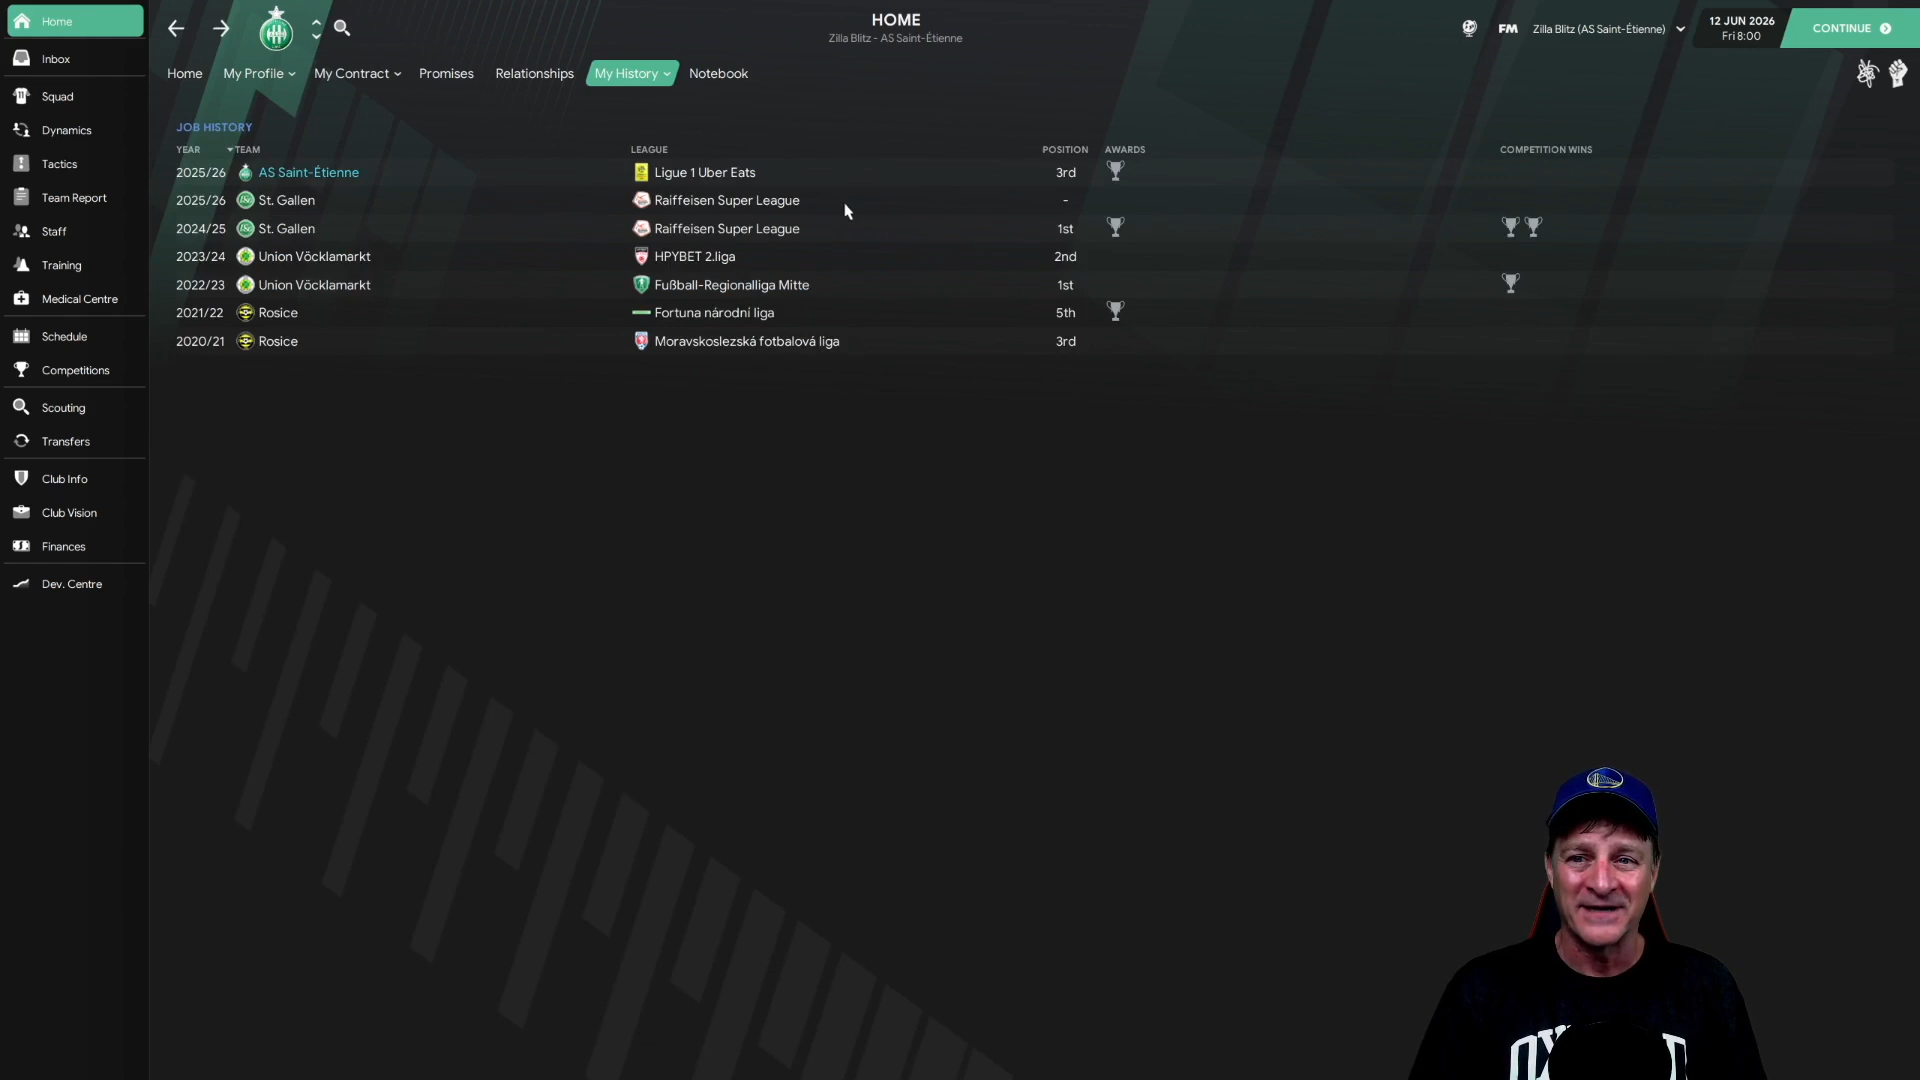 Home
HOME
Zilla Blitz - AS Saint-Étienne
FM
Zilla Blitz (AS Saint-Étienne)
12 JUN 2026
Fri 8:00
CONTINUE
Home
My Profile
My Contract
Promises
Relationships
My History
Notebook
Inbox
Squad
Dynamics
Tactics
Team Report
Staff
Training
Medical Centre
Schedule
Competitions
Scouting
Transfers
Club Info
Club Vision
Finances
Dev. Centre
JOB HISTORY
YEAR TEAM LEAGUE POSITION AWARDS COMPETITION WINS
2025/26 AS Saint-Étienne Ligue 1 Uber Eats 3rd
2025/26 St. Gallen Raiffeisen Super League -
2024/25 St. Gallen Raiffeisen Super League 1st
2023/24 Union Vöcklamarkt HPYBET 2.liga 2nd
2022/23 Union Vöcklamarkt Fußball-Regionalliga Mitte 1st
2021/22 Rosice Fortuna národní liga 5th
2020/21 Rosice Moravskoslezská fotbalová liga 3rd